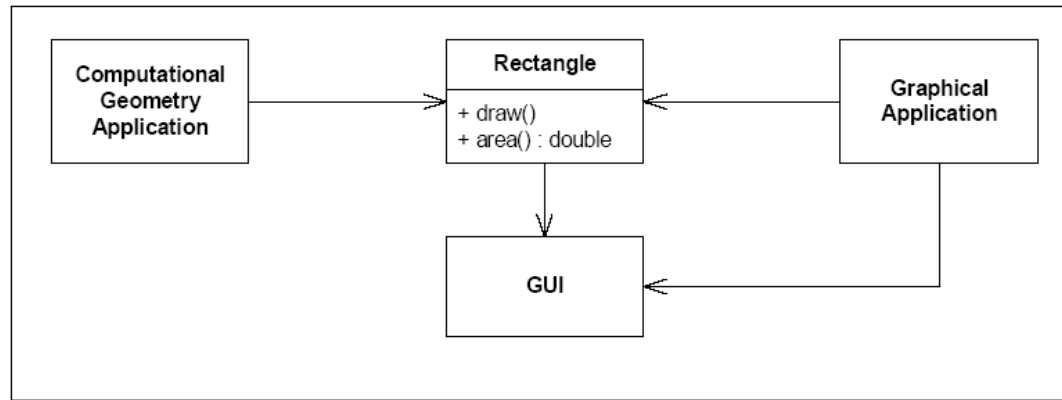 Computational
Geometry
Application
Rectangle
+ draw()
+ area() : double
Graphical
Application
GUI